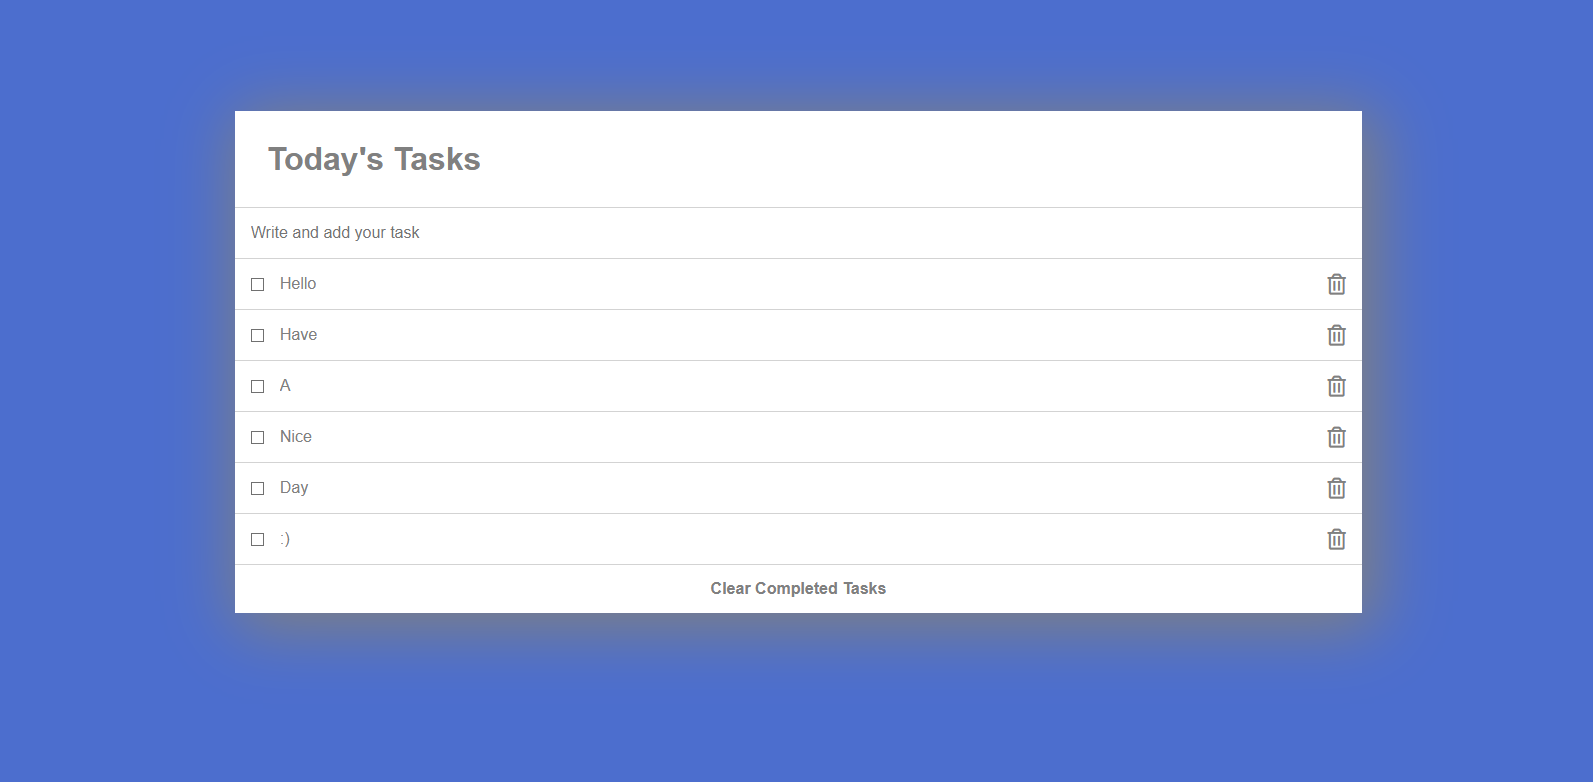 Today's Tasks
Write and add your task
Hello
Have
A
Nice
Day
:)
Clear Completed Tasks